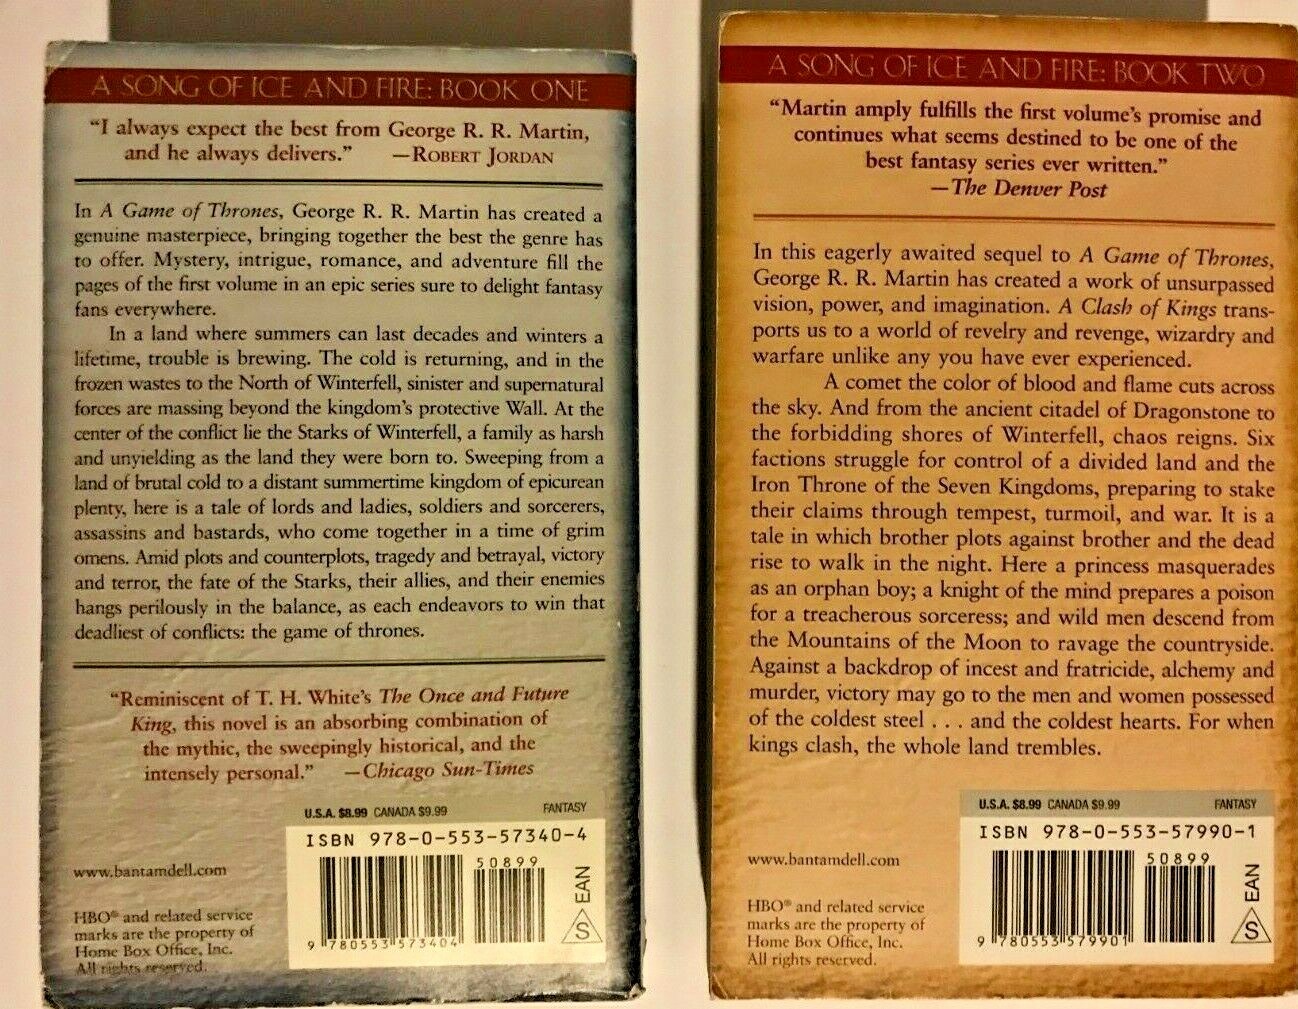 A SONG OF ICE AND FIRE: BOOK ONE
"I always expect the best from George R. R. Martin,
and he always delivers." —ROBERT JORDAN
In A Game of Thrones, George R. R. Martin has created a
genuine masterpiece, bringing together the best the genre has
to offer. Mystery, intrigue, romance, and adventure fill the
pages of the first volume in an epic series sure to delight fantasy
fans everywhere.
In a land where summers can last decades and winters a
lifetime, trouble is brewing. The cold is returning, and in the
frozen wastes to the North of Winterfell, sinister and supernatural
forces are massing beyond the kingdom's protective Wall. At the
center of the conflict lie the Starks of Winterfell, a family as harsh
and unyielding as the land they were born to. Sweeping from a
land of brutal cold to a distant summertime kingdom of epicurean
plenty, here is a tale of lords and ladies, soldiers and sorcerers,
assassins and bastards, who come together in a time of grim
omens. Amid plots and counterplots, tragedy and betrayal, victory
and terror, the fate of the Starks, their allies, and their enemies
hangs perilously in the balance, as each endeavors to win that
deadliest of conflicts: the game of thrones.
"Reminiscent of T. H. White's The Once and Future
King, this novel is an absorbing combination of
the mythic, the sweepingly historical, and the
intensely personal." —Chicago Sun-Times
U.S.A. $8.99 CANADA $9.99 FANTASY
ISBN 978-0-553-57340-4
50899
EAN
S
9 780553 573404
www.bantamdell.com
HBO® and related service
marks are the property of
Home Box Office, Inc.
All rights reserved.
A SONG OF ICE AND FIRE: BOOK TWO
"Martin amply fulfills the first volume's promise and
continues what seems destined to be one of the
best fantasy series ever written."
—The Denver Post
In this eagerly awaited sequel to A Game of Thrones,
George R. R. Martin has created a work of unsurpassed
vision, power, and imagination. A Clash of Kings trans-
ports us to a world of revelry and revenge, wizardry and
warfare unlike any you have ever experienced.
A comet the color of blood and flame cuts across
the sky. And from the ancient citadel of Dragonstone to
the forbidding shores of Winterfell, chaos reigns. Six
factions struggle for control of a divided land and the
Iron Throne of the Seven Kingdoms, preparing to stake
their claims through tempest, turmoil, and war. It is a
tale in which brother plots against brother and the dead
rise to walk in the night. Here a princess masquerades
as an orphan boy; a knight of the mind prepares a poison
for a treacherous sorceress; and wild men descend from
the Mountains of the Moon to ravage the countryside.
Against a backdrop of incest and fratricide, alchemy and
murder, victory may go to the men and women possessed
of the coldest steel . . . and the coldest hearts. For when
kings clash, the whole land trembles.
U.S.A. $8.99 CANADA $9.99 FANTASY
ISBN 978-0-553-57990-1
50899
EAN
S
9 780553 579901
www.bantamdell.com
HBO® and related service
marks are the property of
Home Box Office, Inc.
All rights reserved.